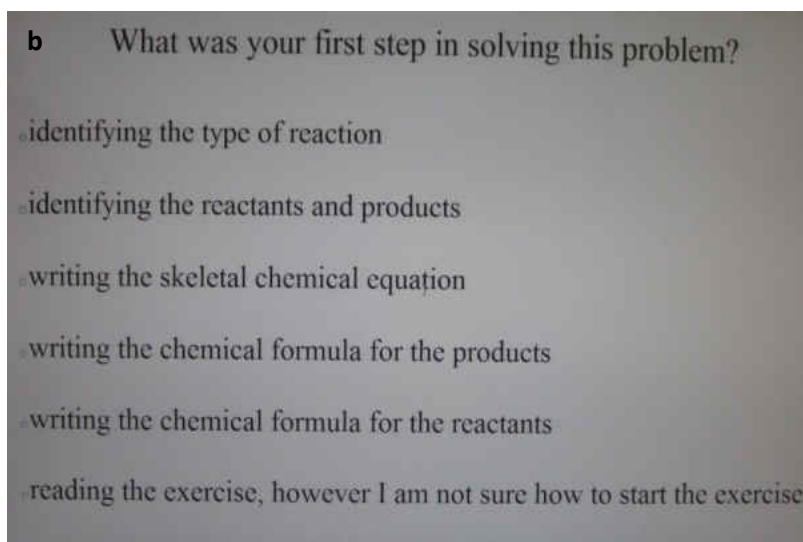 b
What was your first step in solving this problem?
identifying the type of reaction
identifying the reactants and products
writing the skeletal chemical equation
writing the chemical formula for the products
writing the chemical formula for the reactants
reading the exercise, however I am not sure how to start the exercise